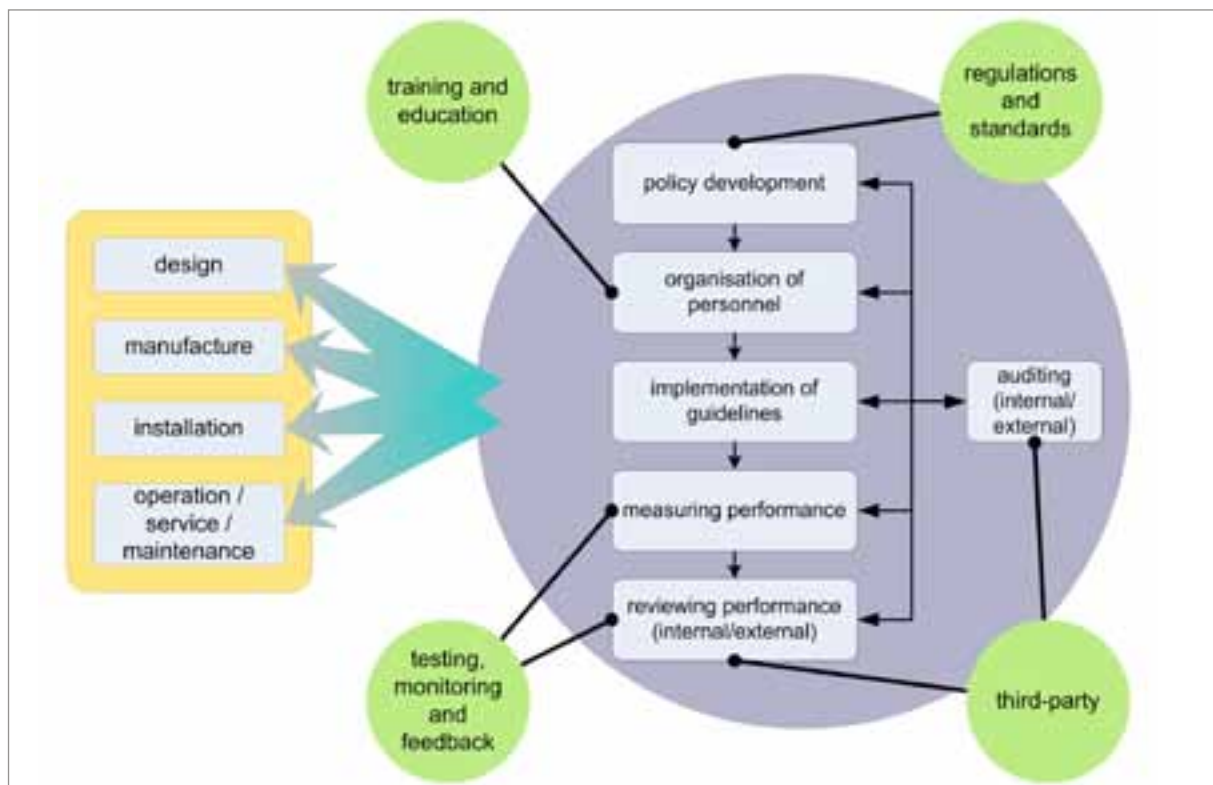 training and
education
regulations
and
standards
policy development
design
organisation of
personnel
manufacture
implementation of
guidelines
auditing
(internal/
external)
installation
operation /
service /
maintenance
measuring performance
reviewing performance
(internal/external)
testing,
monitoring
and
feedback
third-party